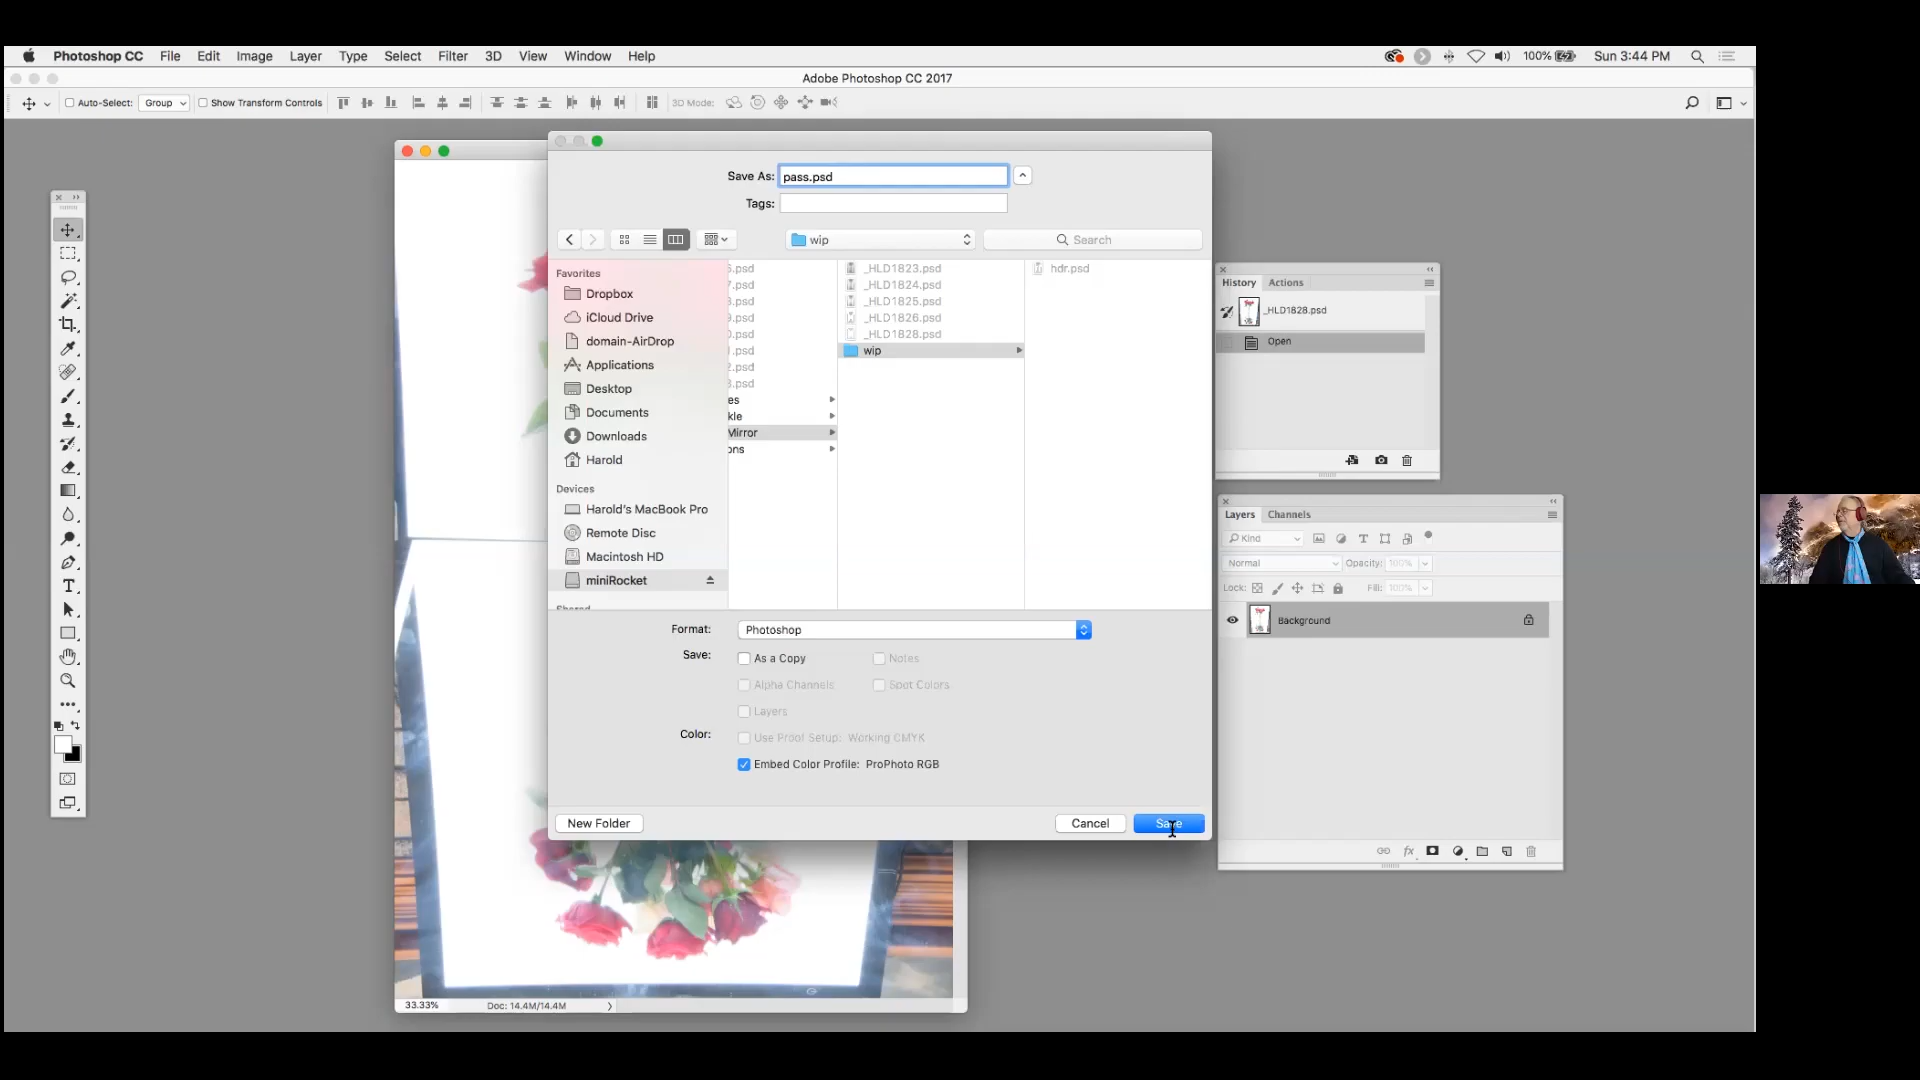 Photoshop CC File Edit Image Layer Type Select Filter 3D View Window Help 100% Sun 3:44 PM
Adobe Photoshop CC 2017
Auto-Select: Group Show Transform Controls 3D Mode:
Save As: pass.psd
Tags:
wip Search
Favorites
Dropbox
iCloud Drive
domain-AirDrop
Applications
Desktop
Documents
Downloads
Harold
Devices
Harold's MacBook Pro
Remote Disc
Macintosh HD
miniRocket
.psd
.psd
.psd
.psd
.psd
.psd
.psd
.psd
es
kle
Mirror
ons
_HLD1823.psd
_HLD1824.psd
_HLD1825.psd
_HLD1826.psd
_HLD1828.psd
wip
hdr.psd
Format: Photoshop
Save: As a Copy Notes
Alpha Channels Spot Colors
Layers
Color: Use Proof Setup: Working CMYK
Embed Color Profile: ProPhoto RGB
New Folder Cancel Save
History Actions
_HLD1828.psd
Open
Layers Channels
Kind
Normal Opacity: 100%
Lock: Fill: 100%
Background
33.33% Doc: 14.4M/14.4M